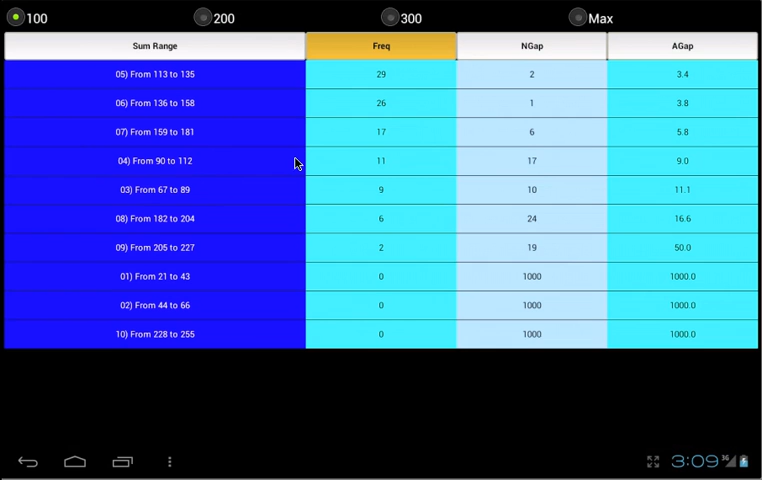 100 200 300 Max
Sum Range Freq NGap AGap
05) From 113 to 135 29 2 3.4
06) From 136 to 158 26 1 3.8
07) From 159 to 181 17 6 5.8
04) From 90 to 112 11 17 9.0
03) From 67 to 89 9 10 11.1
08) From 182 to 204 6 24 16.6
09) From 205 to 227 2 19 50.0
01) From 21 to 43 0 1000 1000.0
02) From 44 to 66 0 1000 1000.0
10) From 228 to 255 0 1000 1000.0
3:09 3G